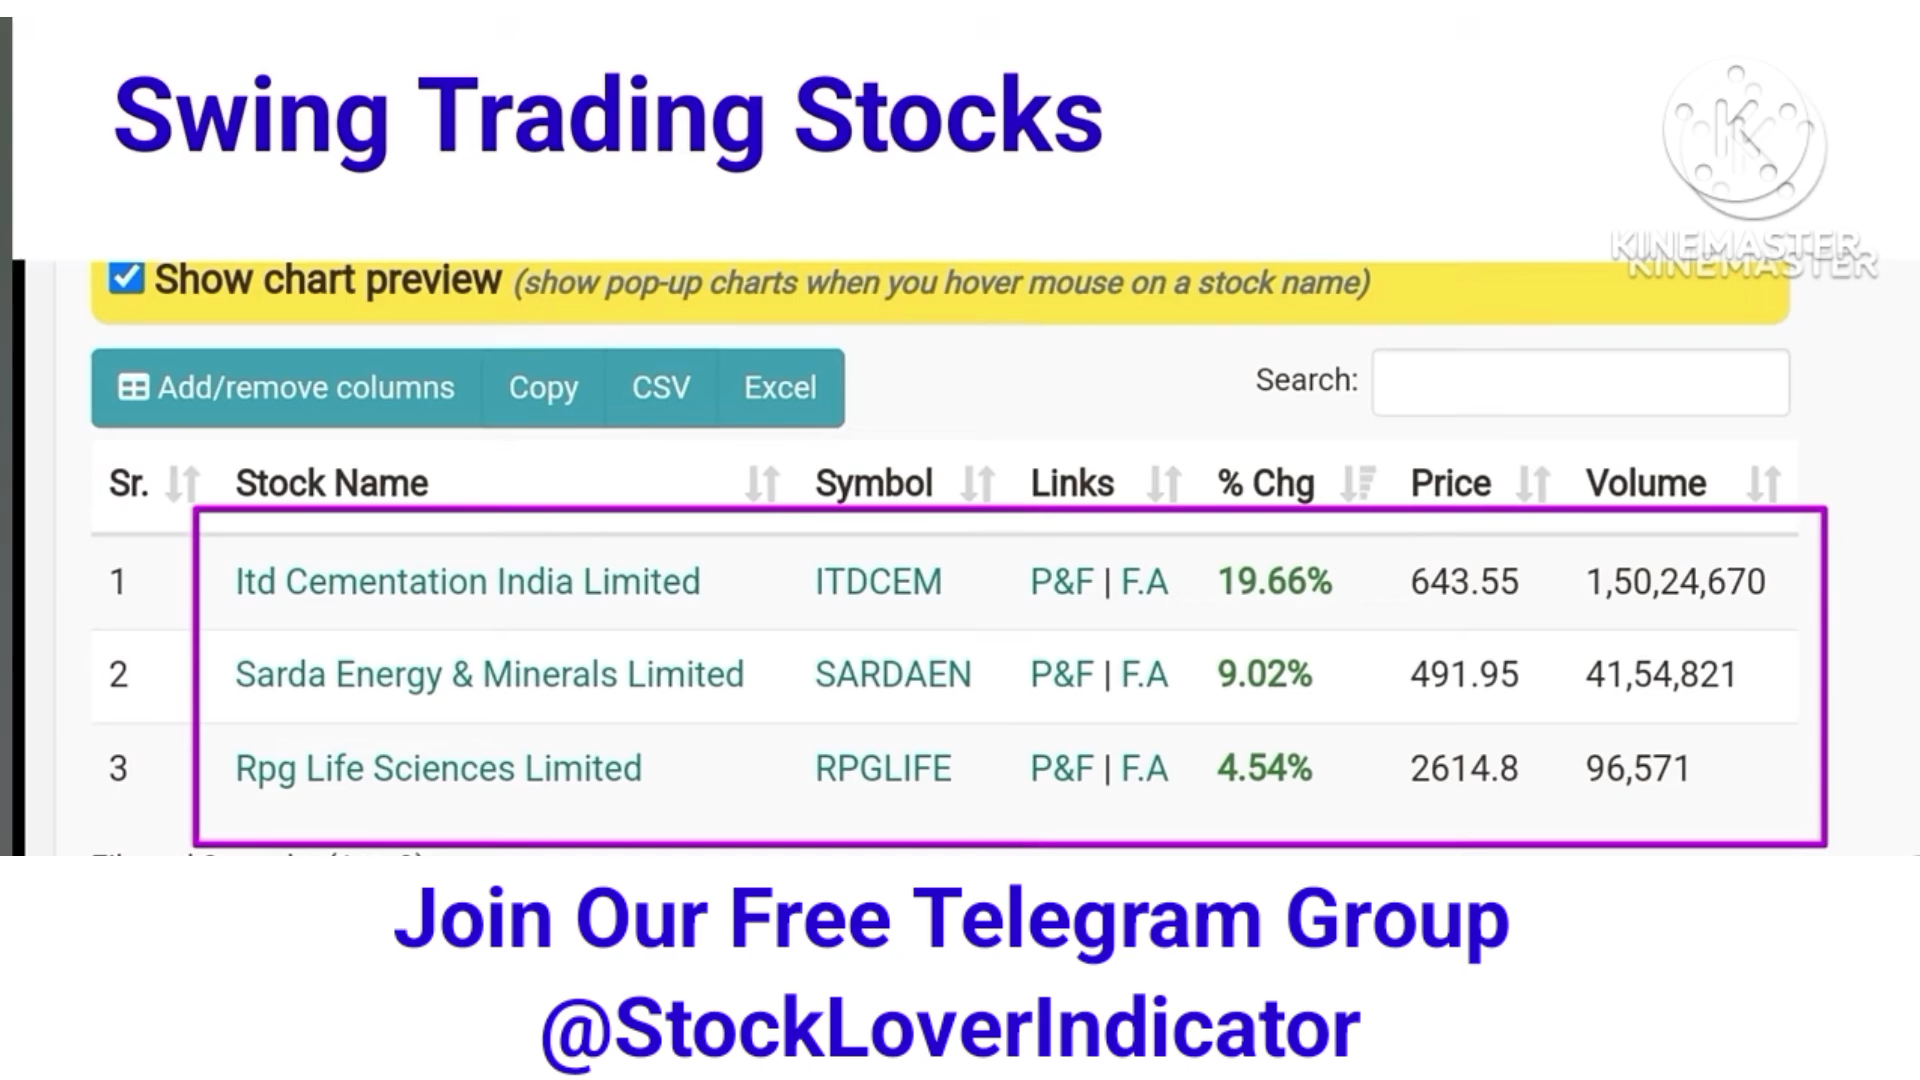 Swing Trading Stocks
KINEMASTER
KINEMASTER
Show chart preview (show pop-up charts when you hover mouse on a stock name)
Add/remove columns Copy CSV Excel Search:
Sr. Stock Name Symbol Links % Chg Price Volume
1 Itd Cementation India Limited ITDCEM P&F | F.A 19.66% 643.55 1,50,24,670
2 Sarda Energy & Minerals Limited SARDAEN P&F | F.A 9.02% 491.95 41,54,821
3 Rpg Life Sciences Limited RPGLIFE P&F | F.A 4.54% 2614.8 96,571
Join Our Free Telegram Group
@StockLoverIndicator